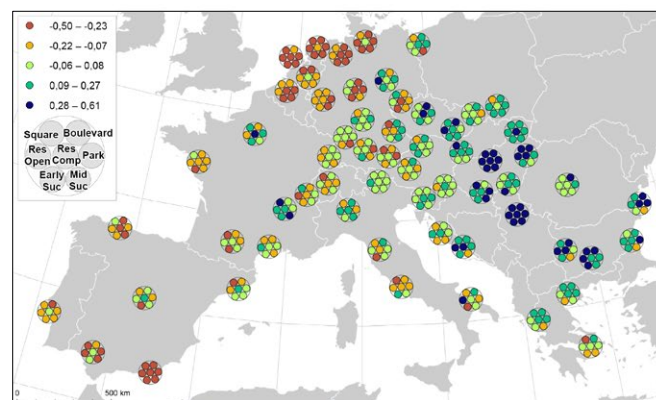 -0,50 – -0,23
-0,22 – -0,07
-0,06 – 0,08
0,09 – 0,27
0,28 – 0,61
Square Boulevard
Res Open
Res Comp
Park
Early Suc
Mid Suc
0 500 km